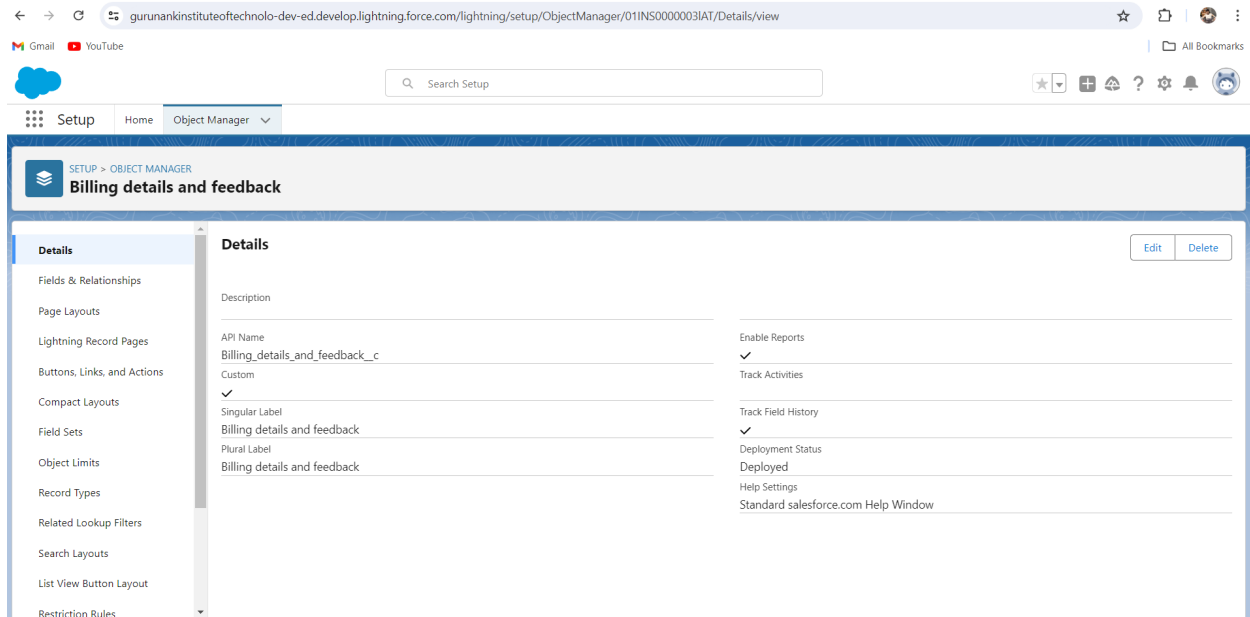 gurunankinstituteoftechnolo-dev-ed.develop.lightning.force.com/lightning/setup/ObjectManager/01INS0000003lAT/Details/view
Gmail YouTube All Bookmarks
Search Setup
Setup Home Object Manager
SETUP > OBJECT MANAGER
Billing details and feedback
Details
Fields & Relationships
Page Layouts
Lightning Record Pages
Buttons, Links, and Actions
Compact Layouts
Field Sets
Object Limits
Record Types
Related Lookup Filters
Search Layouts
List View Button Layout
Restriction Rules
Details
Edit Delete
Description
API Name
Billing_details_and_feedback__c
Custom
Singular Label
Billing details and feedback
Plural Label
Billing details and feedback
Enable Reports
Track Activities
Track Field History
Deployment Status
Deployed
Help Settings
Standard salesforce.com Help Window